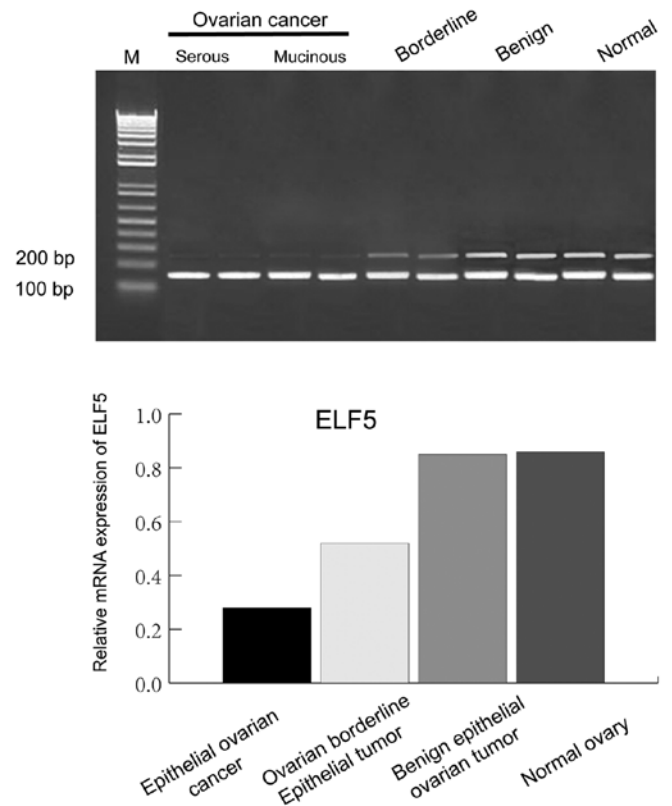 Ovarian cancer
M Serous Mucinous Borderline Benign Normal
200 bp
100 bp
Relative mRNA expression of ELF5
ELF5
1.0
0.8
0.6
0.4
0.2
0.0
Epithelial ovarian
cancer
Ovarian borderline
Epithelial tumor
Benign epithelial
ovarian tumor
Normal ovary